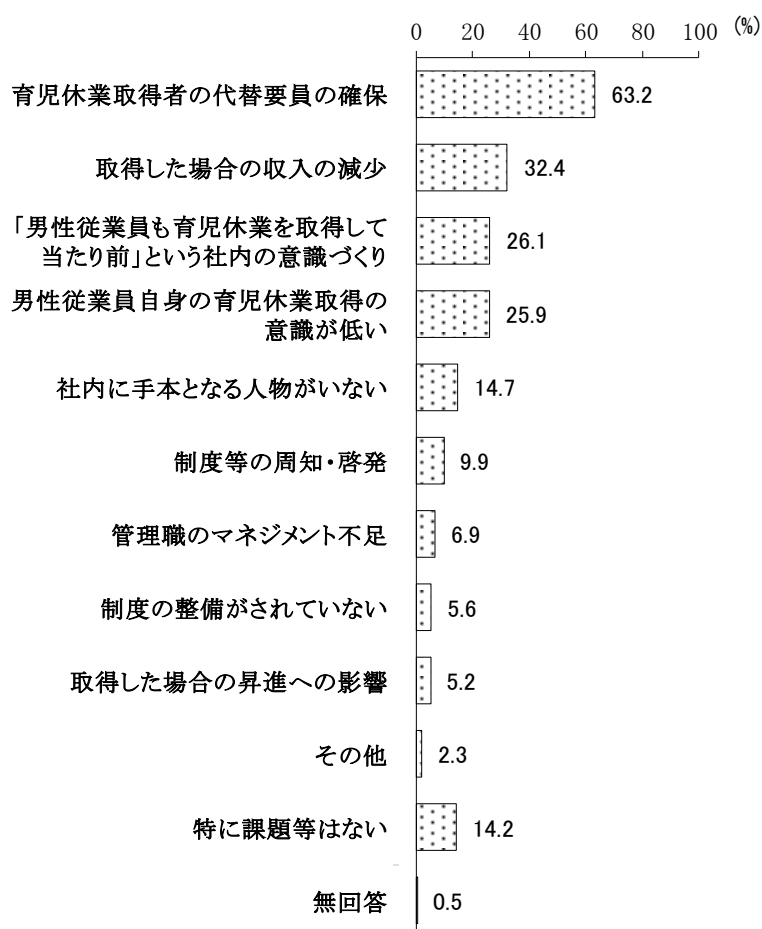 0 20 40 60 80 100 (%)
育児休業取得者の代替要員の確保 63.2
取得した場合の収入の減少 32.4
「男性従業員も育児休業を取得して
当たり前」という社内の意識づくり 26.1
男性従業員自身の育児休業取得の
意識が低い 25.9
社内に手本となる人物がいない 14.7
制度等の周知・啓発 9.9
管理職のマネジメント不足 6.9
制度の整備がされていない 5.6
取得した場合の昇進への影響 5.2
その他 2.3
特に課題等はない 14.2
無回答 0.5